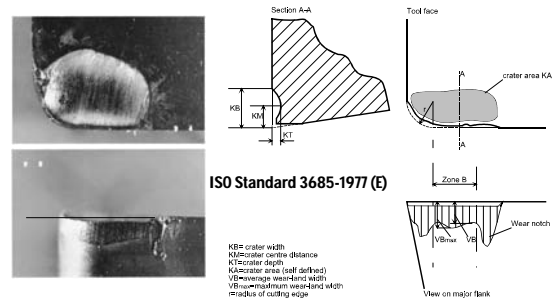 Section A-A
Tool face
A
crater area KA
KB
KM
KT
r
A
ISO Standard 3685-1977 (E)
Zone B
Wear notch
VBmax
VB
KB= crater width
KM=crater centre distance
KT=crater depth
KA=crater area (self defined)
VB=average wear-land width
VBmax=maximum wear-land width
r=radius of cutting edge
View on major flank